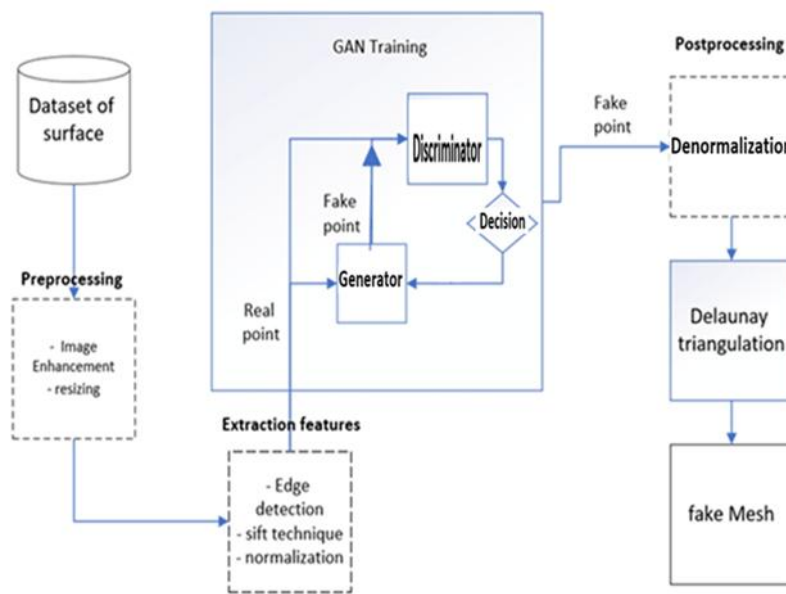 Dataset of
surface
Preprocessing
- Image
Enhancement
- resizing
Extraction features
- Edge
detection
- sift technique
- normalization
Real
point
GAN Training
Discriminator
Fake
point
Generator
Decision
Fake
point
Postprocessing
Denormalization
Delaunay
triangulation
fake Mesh